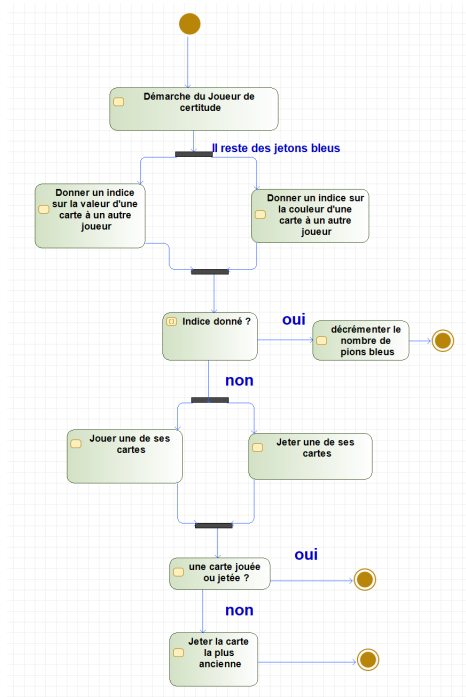 Démarche du Joueur de
certitude
Il reste des jetons bleus
Donner un indice
sur la valeur d'une
carte à un autre
joueur
Donner un indice sur
la couleur d'une
carte à un autre
joueur
Indice donné ?
oui
décrémenter le
nombre de
pions bleus
non
Jouer une de ses
cartes
Jeter une de ses
cartes
une carte jouée
ou jetée ?
oui
non
Jeter la carte
la plus
ancienne